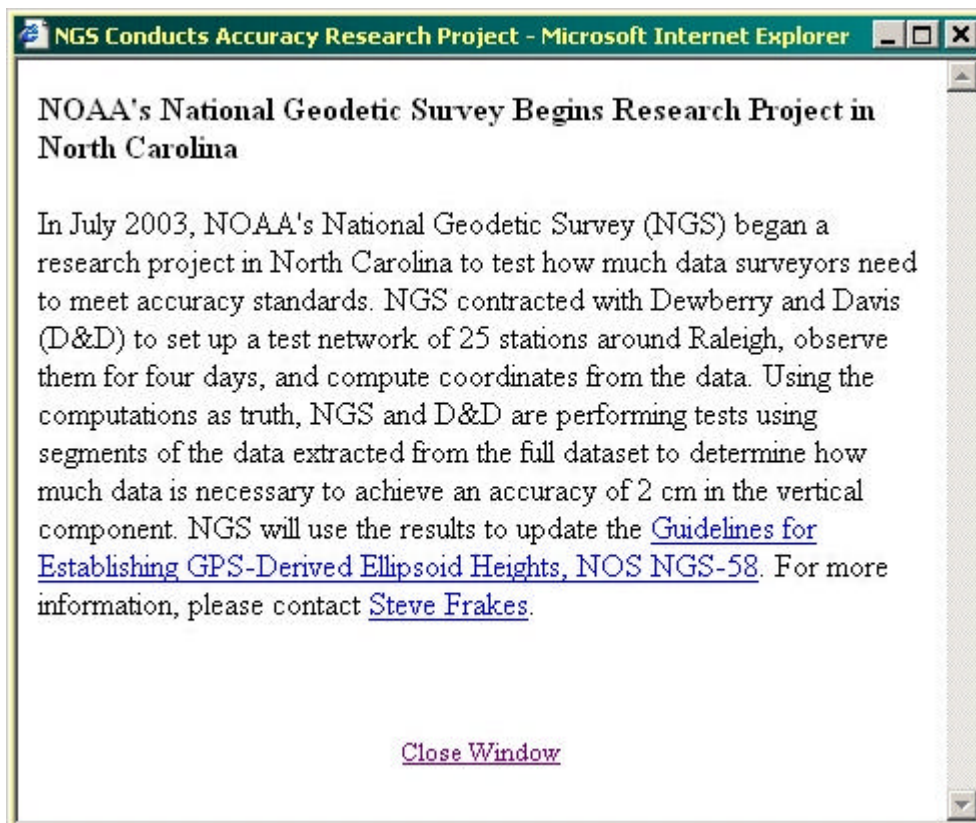 NGS Conducts Accuracy Research Project - Microsoft Internet Explorer
NOAA's National Geodetic Survey Begins Research Project in
North Carolina
In July 2003, NOAA's National Geodetic Survey (NGS) began a
research project in North Carolina to test how much data surveyors need
to meet accuracy standards. NGS contracted with Dewberry and Davis
(D&D) to set up a test network of 25 stations around Raleigh, observe
them for four days, and compute coordinates from the data. Using the
computations as truth, NGS and D&D are performing tests using
segments of the data extracted from the full dataset to determine how
much data is necessary to achieve an accuracy of 2 cm in the vertical
component. NGS will use the results to update the Guidelines for
Establishing GPS-Derived Ellipsoid Heights, NOS NGS-58. For more
information, please contact Steve Frakes.
Close Window